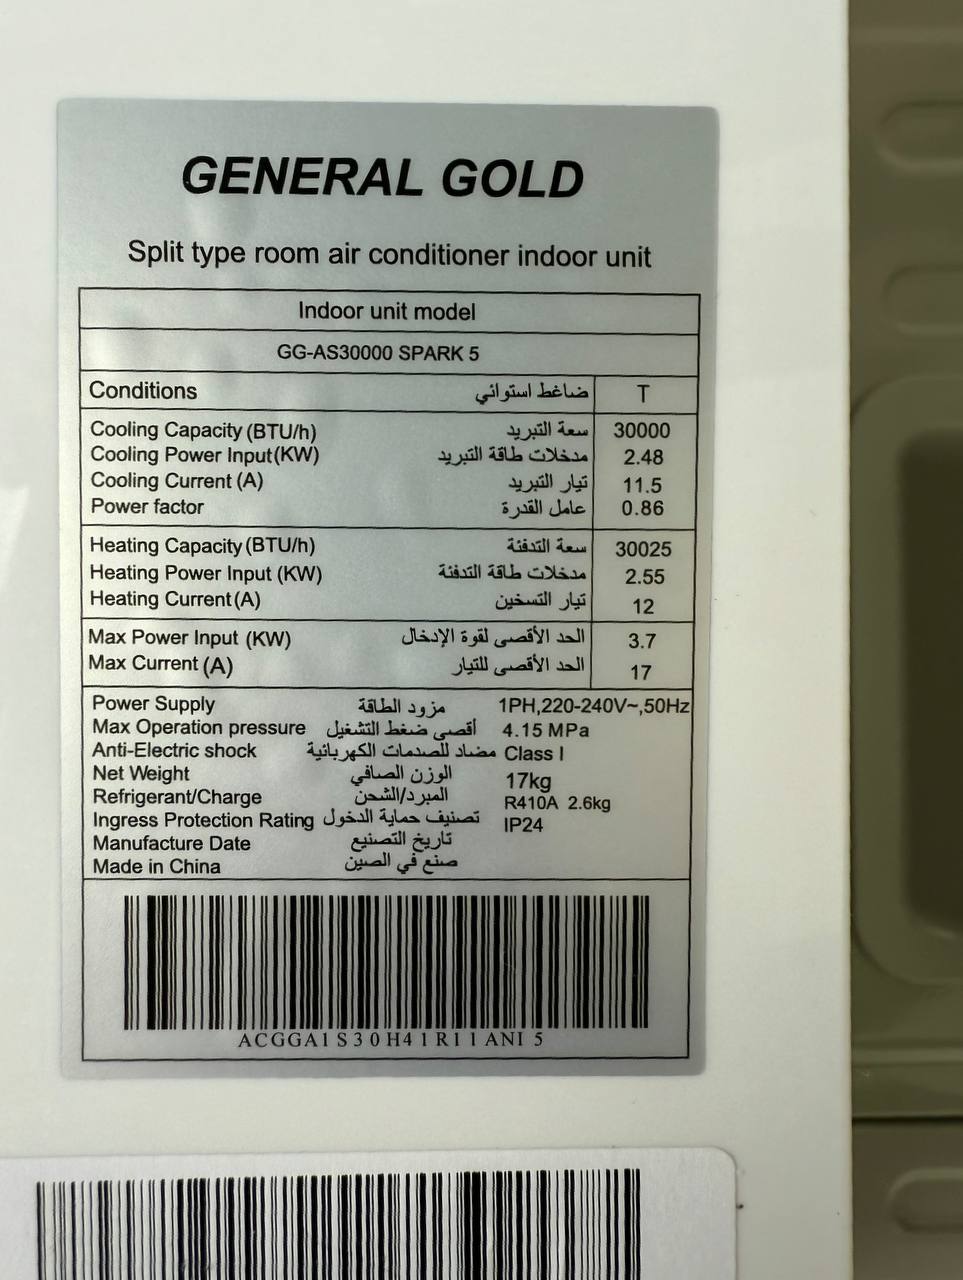 GENERAL GOLD
Split type room air conditioner indoor unit
Indoor unit model
GG-AS30000 SPARK 5
Conditions ضاغط استوائي T
Cooling Capacity (BTU/h) سعة التبريد 30000
Cooling Power Input(KW) مدخلات طاقة التبريد 2.48
Cooling Current (A) تيار التبريد 11.5
Power factor عامل القدرة 0.86
Heating Capacity (BTU/h) سعة التدفئة 30025
Heating Power Input (KW) مدخلات طاقة التدفئة 2.55
Heating Current(A) تيار التسخين 12
Max Power Input (KW) الحد الأقصى لقوة الإدخال 3.7
Max Current (A) الحد الأقصى للتيار 17
Power Supply مزود الطاقة 1PH,220-240V~,50Hz
Max Operation pressure أقصى ضغط التشغيل 4.15 MPa
Anti-Electric shock مضاد للصدمات الكهربائية Class I
Net Weight الوزن الصافي 17kg
Refrigerant/Charge المبرد/الشحن R410A 2.6kg
Ingress Protection Rating تصنيف حماية الدخول IP24
Manufacture Date تاريخ التصنيع
Made in China صنع في الصين
ACGGA1S30H41R11ANI5